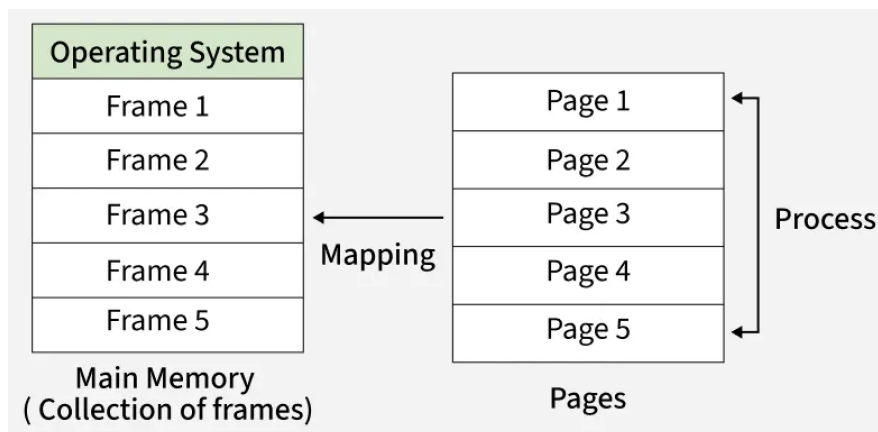 Operating System
Frame 1
Frame 2
Frame 3
Frame 4
Frame 5
Main Memory
( Collection of frames)
Mapping
Page 1
Page 2
Page 3
Page 4
Page 5
Pages
Process